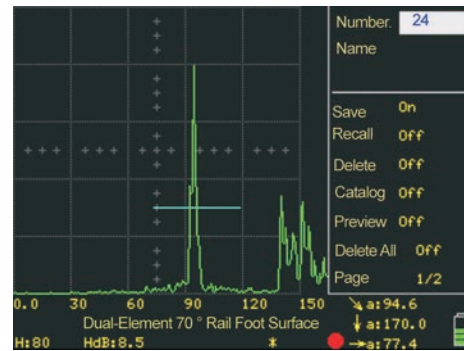 Number. 24
Name
Save On
Recall Off
Delete Off
Catalog Off
Preview Off
Delete All Off
Page 1/2
0.0 30 60 90 120 150
Dual-Element 70 ° Rail Foot Surface
H:80 HdB:8.5 *
↘a:94.6
↓a:170.0
→a:77.4